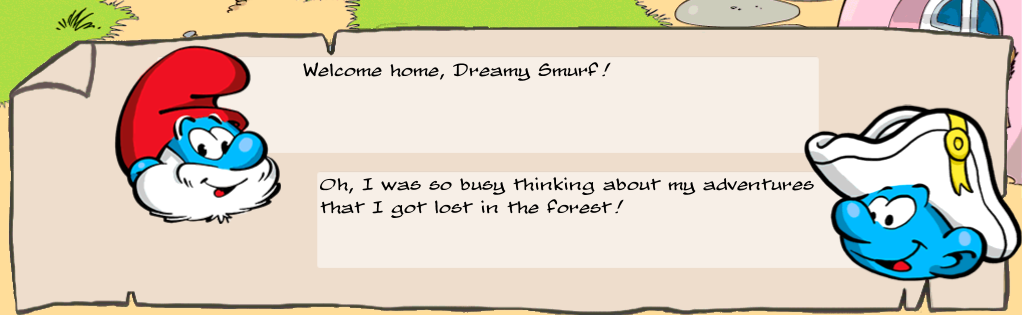 Welcome home, Dreamy Smurf!
Oh, I was so busy thinking about my adventures
that I got lost in the forest!